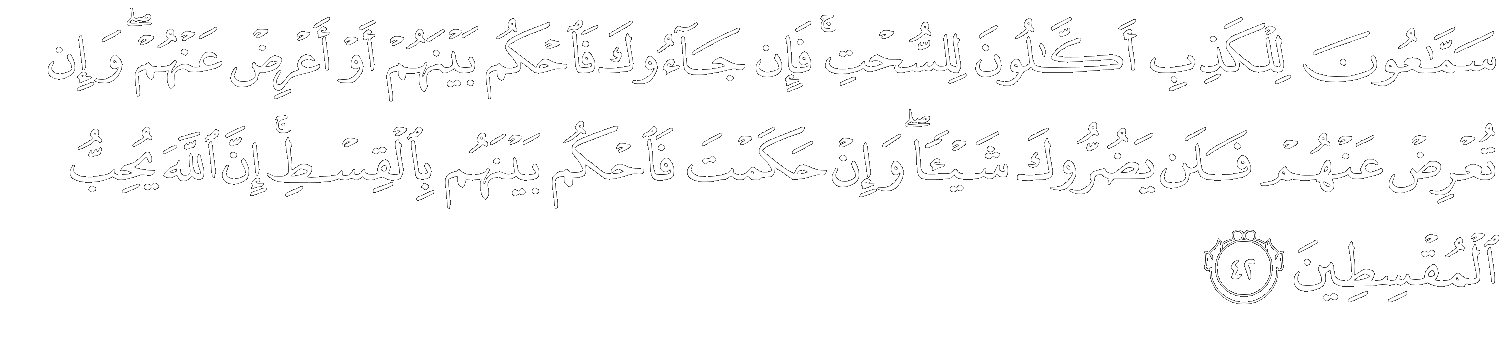 سَمَّٰعُونَ لِلْكَذِبِ أَكَّٰلُونَ لِلسُّحْتِ ۚ فَإِن جَآءُوكَ فَٱحْكُم بَيْنَهُمْ أَوْ أَعْرِضْ عَنْهُمْ ۖ وَإِن
تُعْرِضْ عَنْهُمْ فَلَن يَضُرُّوكَ شَيْـًٔا ۖ وَإِنْ حَكَمْتَ فَٱحْكُم بَيْنَهُم بِٱلْقِسْطِ ۚ إِنَّ ٱللَّهَ يُحِبُّ
ٱلْمُقْسِطِينَ ٤٢